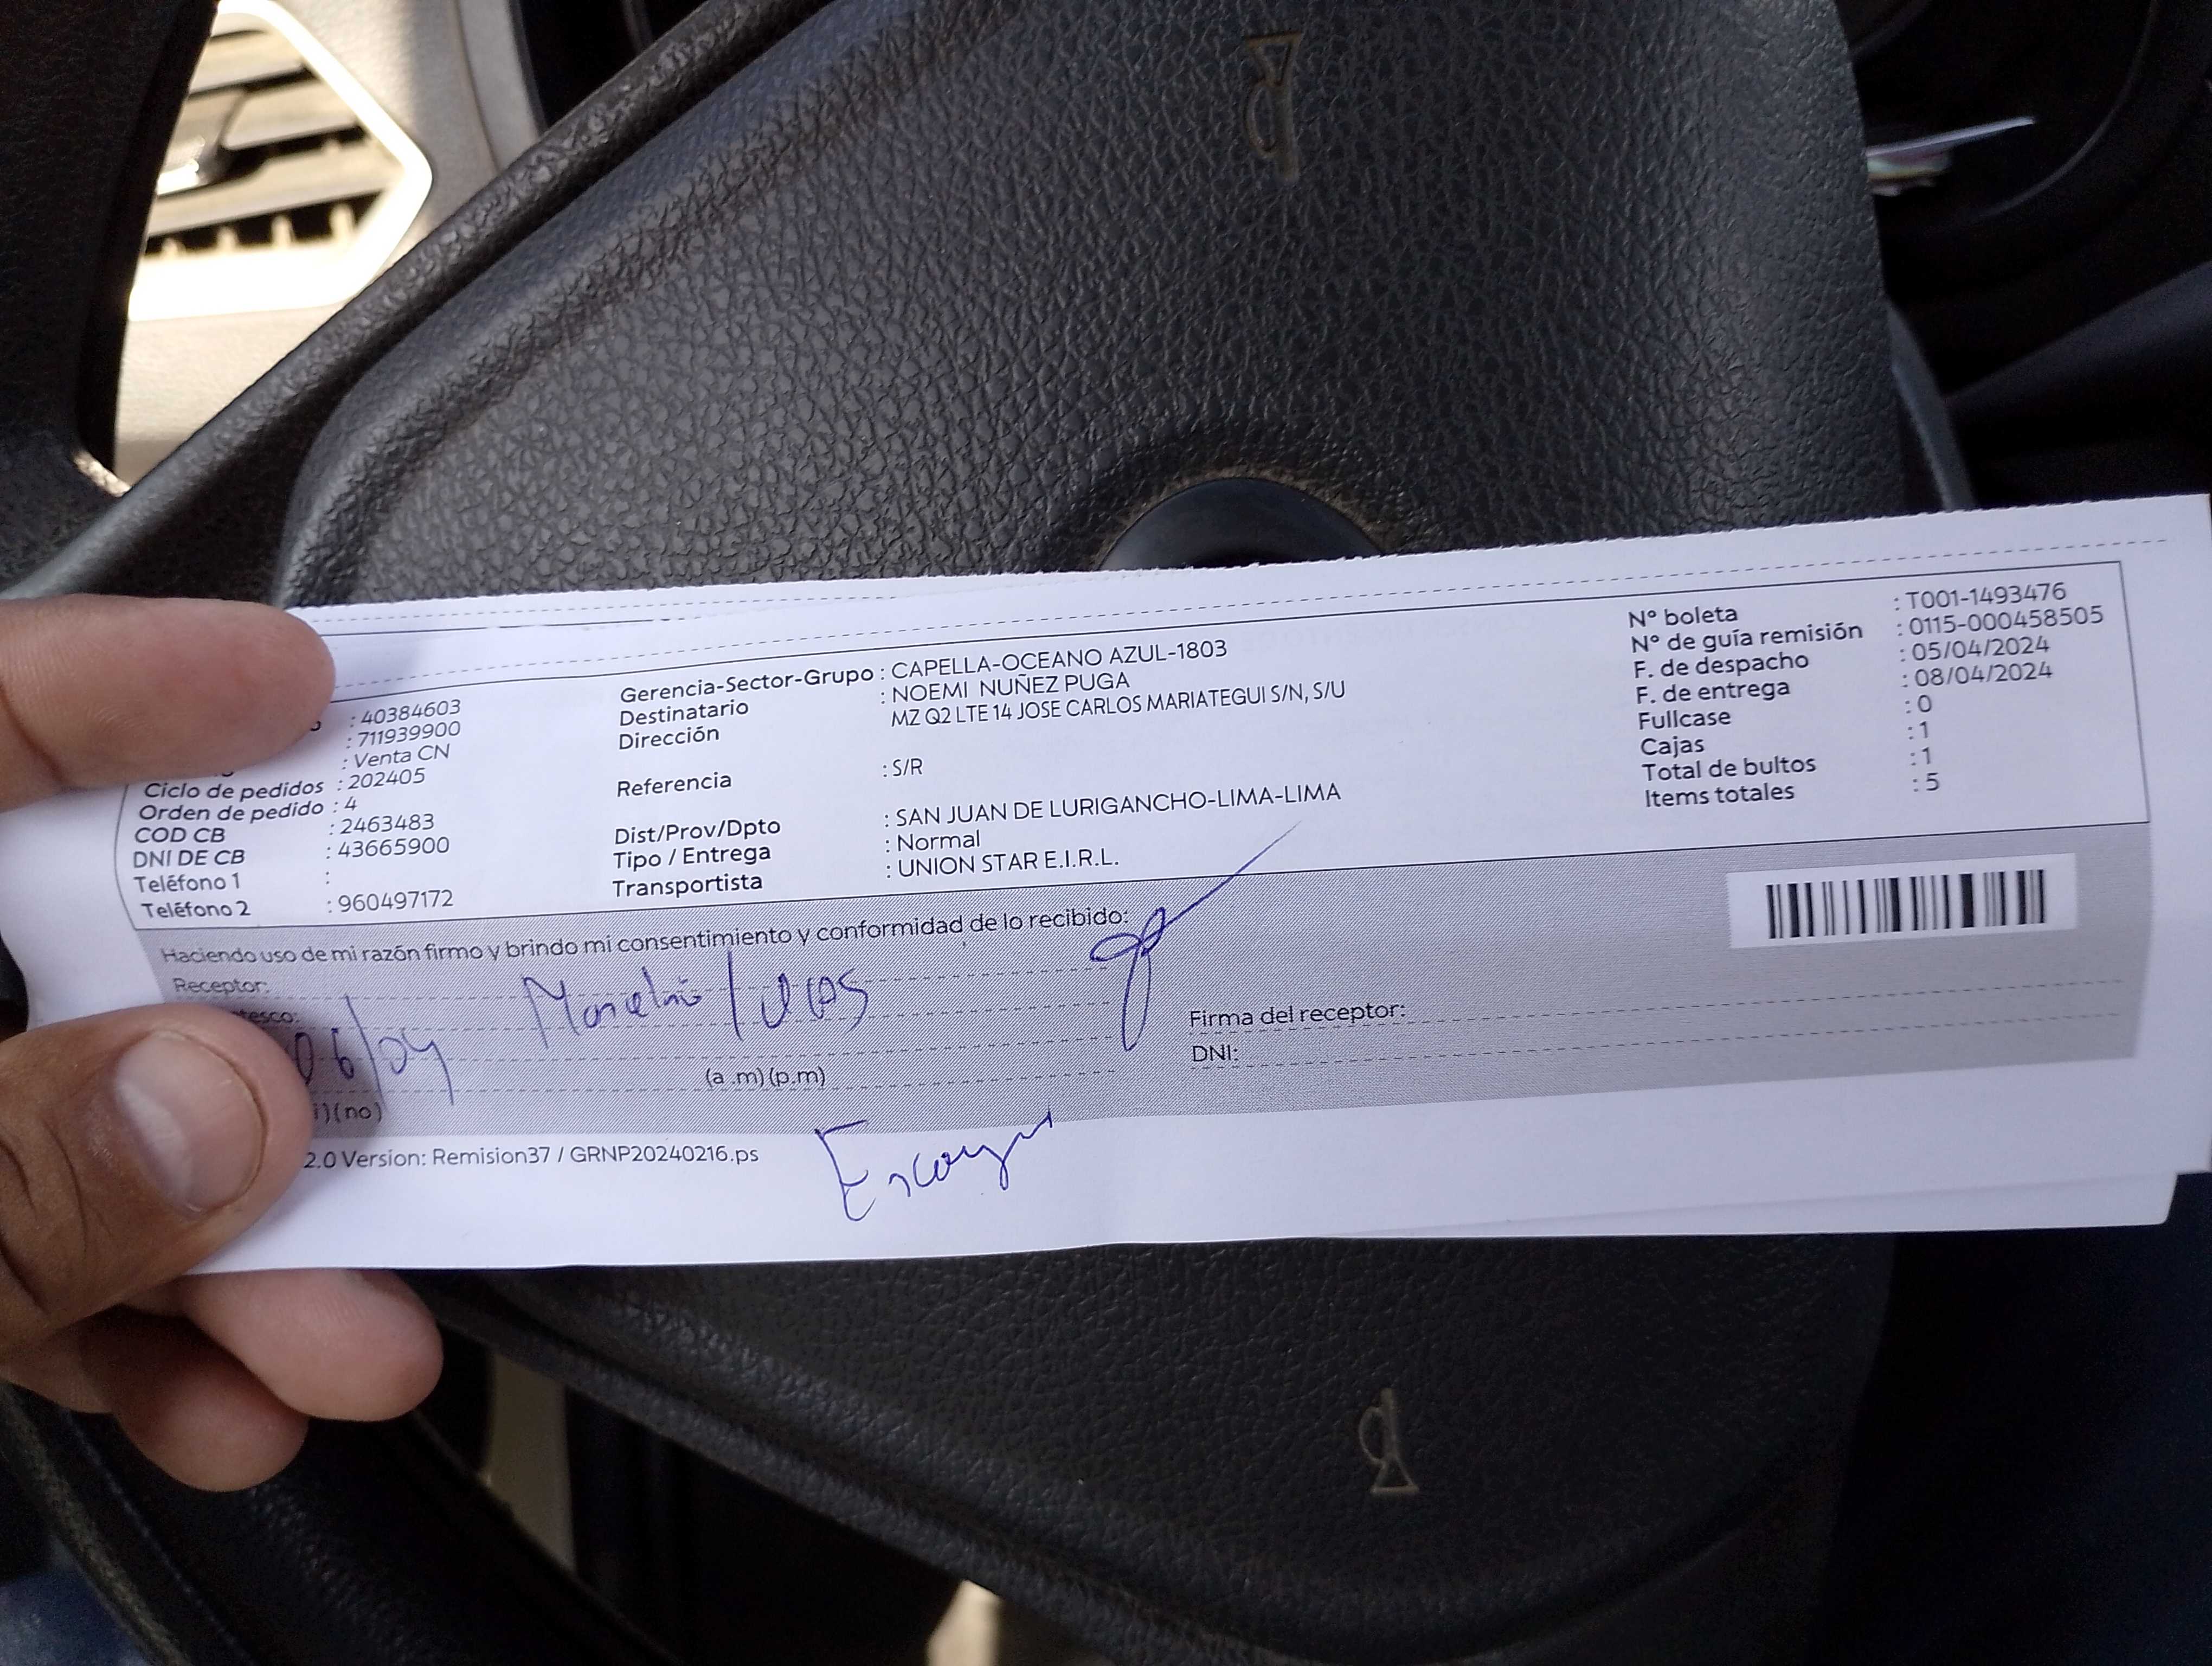 : 40384603
: 711939900
: Venta CN
Ciclo de pedidos : 202405
Orden de pedido : 4
COD CB : 2463483
DNI DE CB : 43665900
Teléfono 1 :
Teléfono 2 : 960497172
Gerencia-Sector-Grupo : CAPELLA-OCEANO AZUL-1803
Destinatario : NOEMI NUÑEZ PUGA
Dirección MZ Q2 LTE 14 JOSE CARLOS MARIATEGUI S/N, S/U
Referencia : S/R
Dist/Prov/Dpto : SAN JUAN DE LURIGANCHO-LIMA-LIMA
Tipo / Entrega : Normal
Transportista : UNION STAR E.I.R.L.
N° boleta : T001-1493476
N° de guía remisión : 0115-000458505
F. de despacho : 05/04/2024
F. de entrega : 08/04/2024
Fullcase : 0
Cajas : 1
Total de bultos : 1
Items totales : 5
Haciendo uso de mi razón firmo y brindo mi consentimiento y conformidad de lo recibido:
Receptor:
tesco:
06/04
(a .m)(p.m)
i)(no)
Firma del receptor:
DNI:
2.0 Version: Remision37 / GRNP20240216.ps